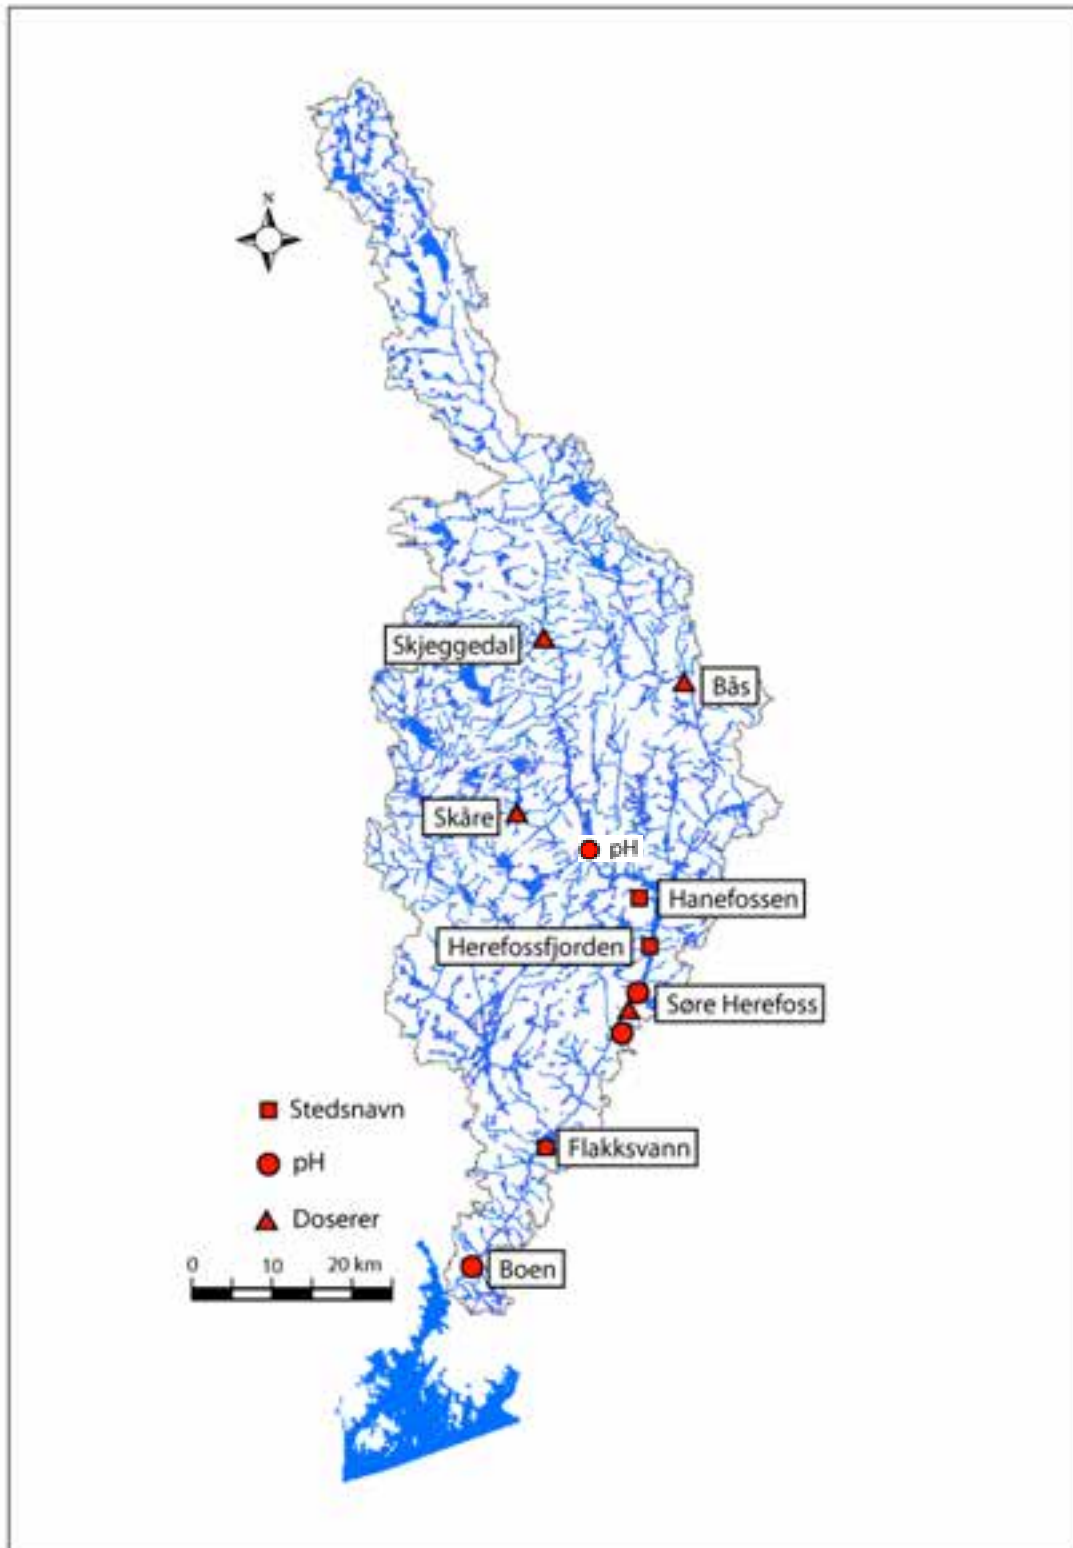 N
Skjeggedal
Bås
Skåre
pH
Hanefossen
Herefossfjorden
Søre Herefoss
Stedsnavn
Flakksvann
pH
Doserer
0 10 20 km
Boen